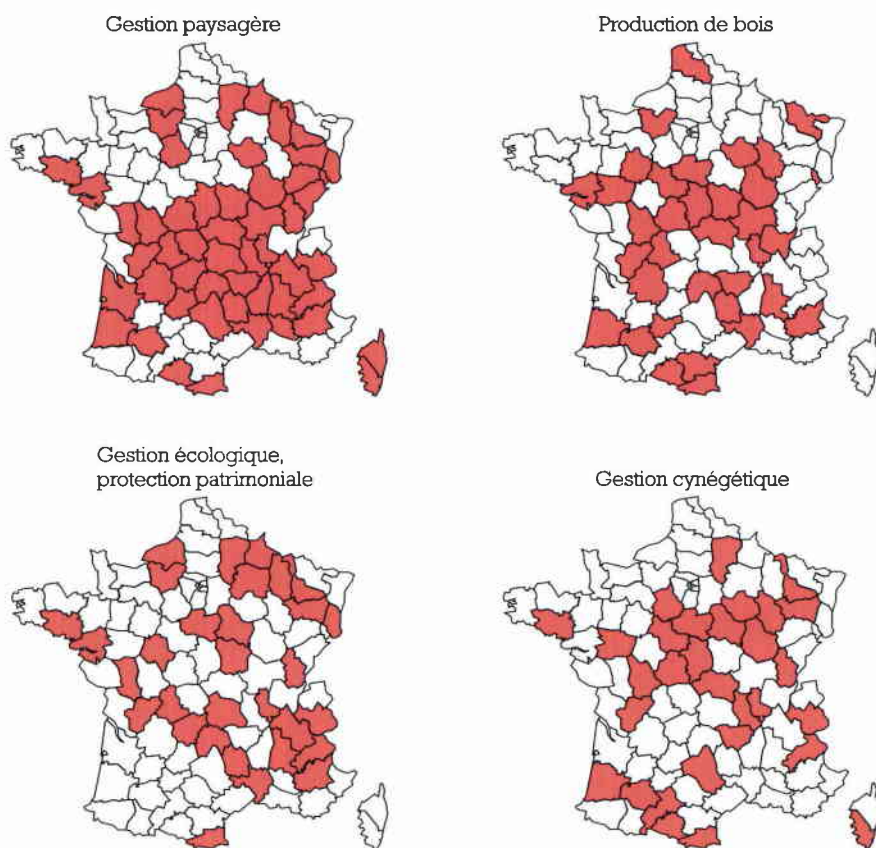 Gestion paysagère
Production de bois
Gestion écologique,
protection patrimoniale
Gestion cynégétique